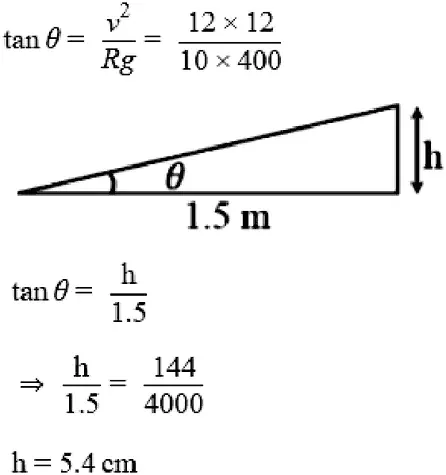 tan θ = v²/Rg = 12 × 12/10 × 400
θ
h
1.5 m
tan θ = h/1.5
⇒ h/1.5 = 144/4000
h = 5.4 cm